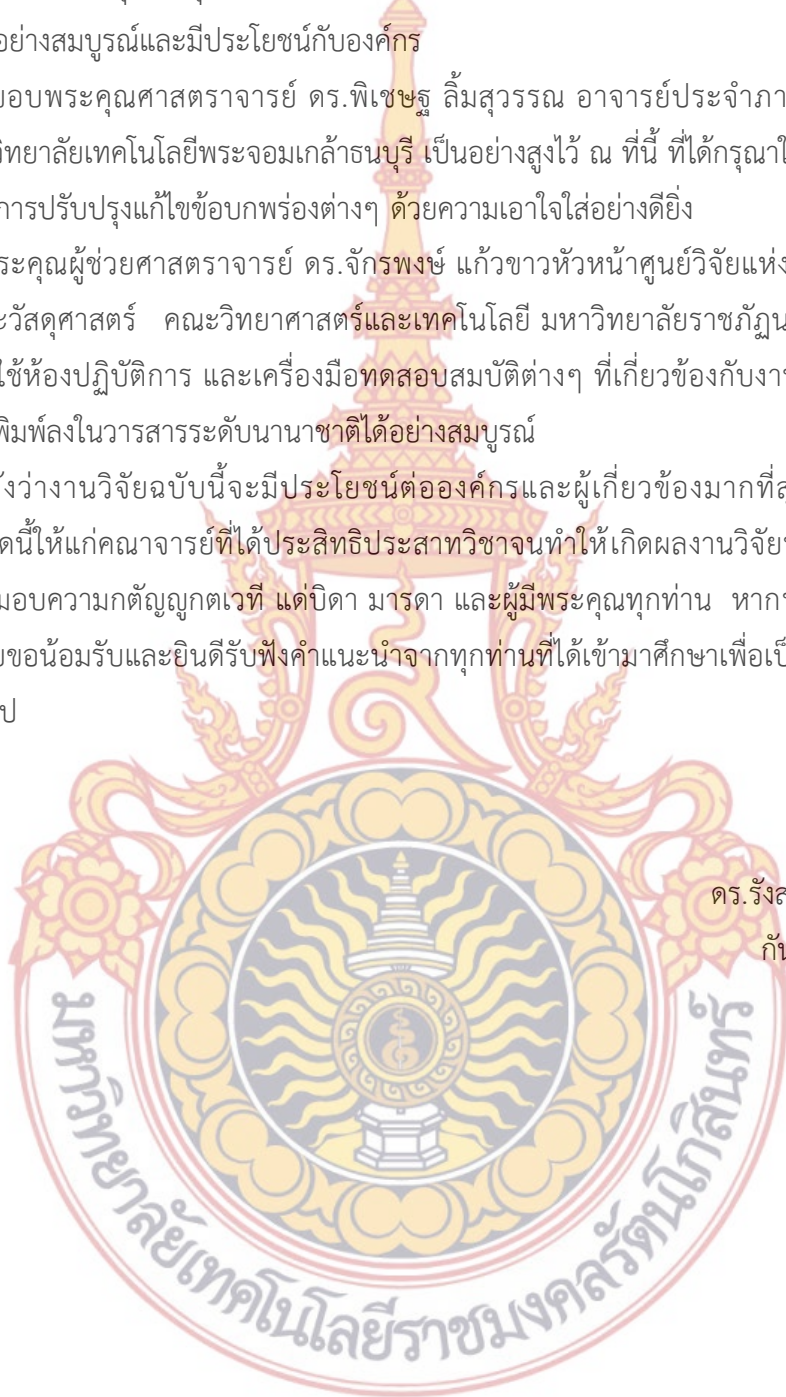 อย่างสมบูรณ์และมีประโยชน์กับองค์กร
ขอบพระคุณศาสตราจารย์ ดร.พิเชษฐ ลิ้มสุวรรณ อาจารย์ประจำภา
วิทยาลัยเทคโนโลยีพระจอมเกล้าธนบุรี เป็นอย่างสูงไว้ ณ ที่นี้ ที่ได้กรุณาใ
การปรับปรุงแก้ไขข้อบกพร่องต่างๆ ด้วยความเอาใจใส่อย่างดียิ่ง
ระคุณผู้ช่วยศาสตราจารย์ ดร.จักรพงษ์ แก้วขาวหัวหน้าศูนย์วิจัยแห่ง
ะวัสดุศาสตร์ คณะวิทยาศาสตร์และเทคโนโลยี มหาวิทยาลัยราชภัฏน
ใช้ห้องปฏิบัติการ และเครื่องมือทดสอบสมบัติต่างๆ ที่เกี่ยวข้องกับงา
พิมพ์ลงในวารสารระดับนานาชาติได้อย่างสมบูรณ์
ังว่างานวิจัยฉบับนี้จะมีประโยชน์ต่อองค์กรและผู้เกี่ยวข้องมากที่สุ
ดนี้ให้แก่คณาจารย์ที่ได้ประสิทธิประสาทวิชาจนทำให้เกิดผลงานวิจัย
มอบความกตัญญูกตเวที แด่บิดา มารดา และผู้มีพระคุณทุกท่าน หาก
ยขอน้อมรับและยินดีรับฟังคำแนะนำจากทุกท่านที่ได้เข้ามาศึกษาเพื่อเป็
ป
ดร.รังส
กัน
มหาวิทยาลัยเทคโนโลยีราชมงคลรัตนโกสินทร์